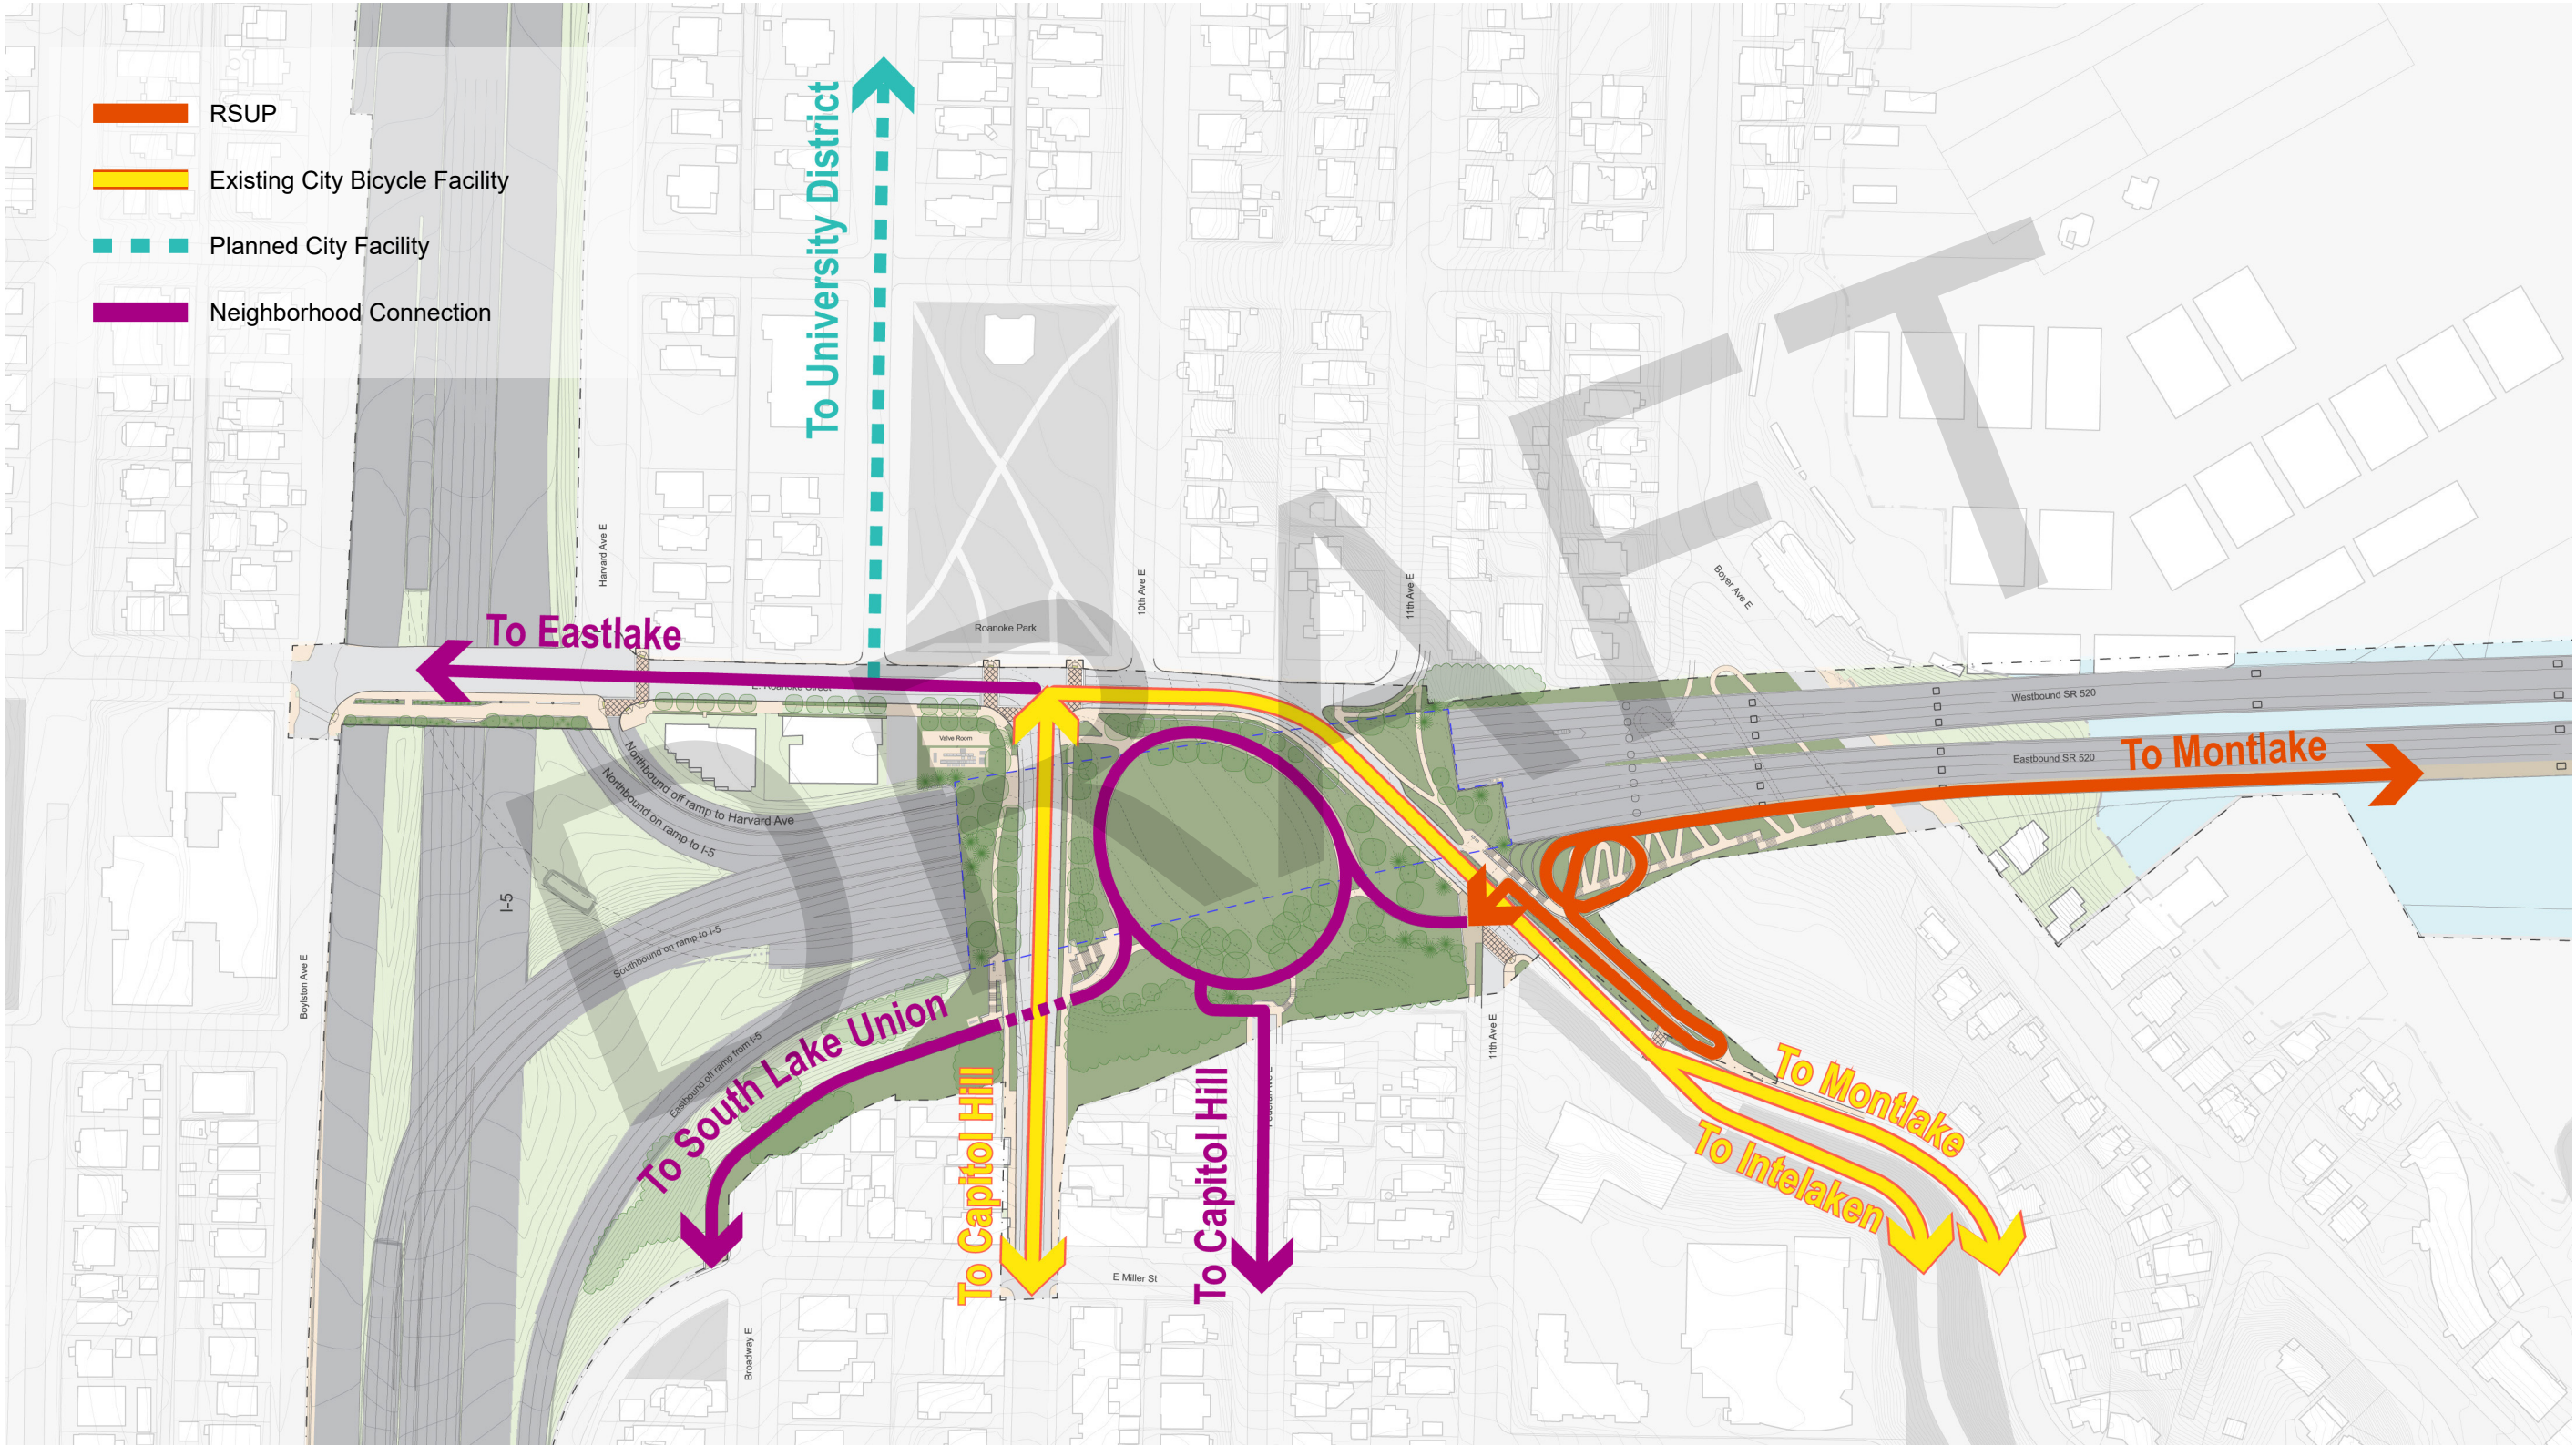 RSUP
Existing City Bicycle Facility
Planned City Facility
Neighborhood Connection
To University District
Harvard Ave E
10th Ave E
11th Ave E
Boyer Ave E
Roanoke Park
To Eastlake
E. Roanoke Street
Westbound SR 520
Eastbound SR 520
To Montlake
Valve Room
Northbound off ramp to Harvard Ave
Northbound on ramp to I-5
I-5
Southbound on ramp to I-5
Eastbound off ramp from I-5
Boylston Ave E
To South Lake Union
To Capitol Hill
To Capitol Hill
11th Ave E
To Montlake
To Intelaken
E Miller St
Broadway E
DRAFT